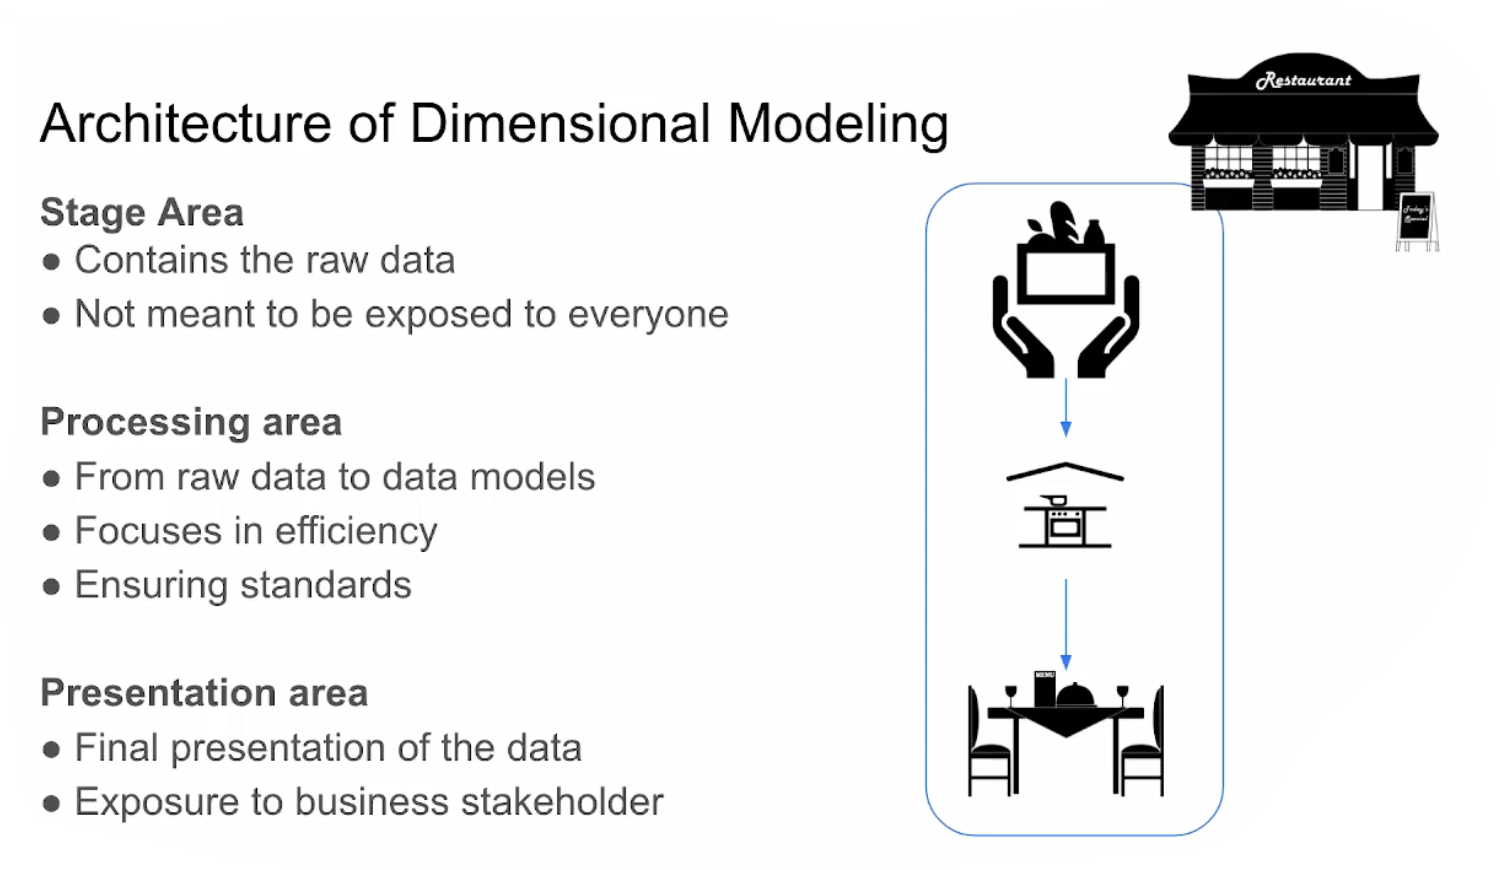 Restaurant
Architecture of Dimensional Modeling
Today's
Special
Stage Area
● Contains the raw data
● Not meant to be exposed to everyone
Processing area
● From raw data to data models
● Focuses in efficiency
● Ensuring standards
MENU
Presentation area
● Final presentation of the data
● Exposure to business stakeholder